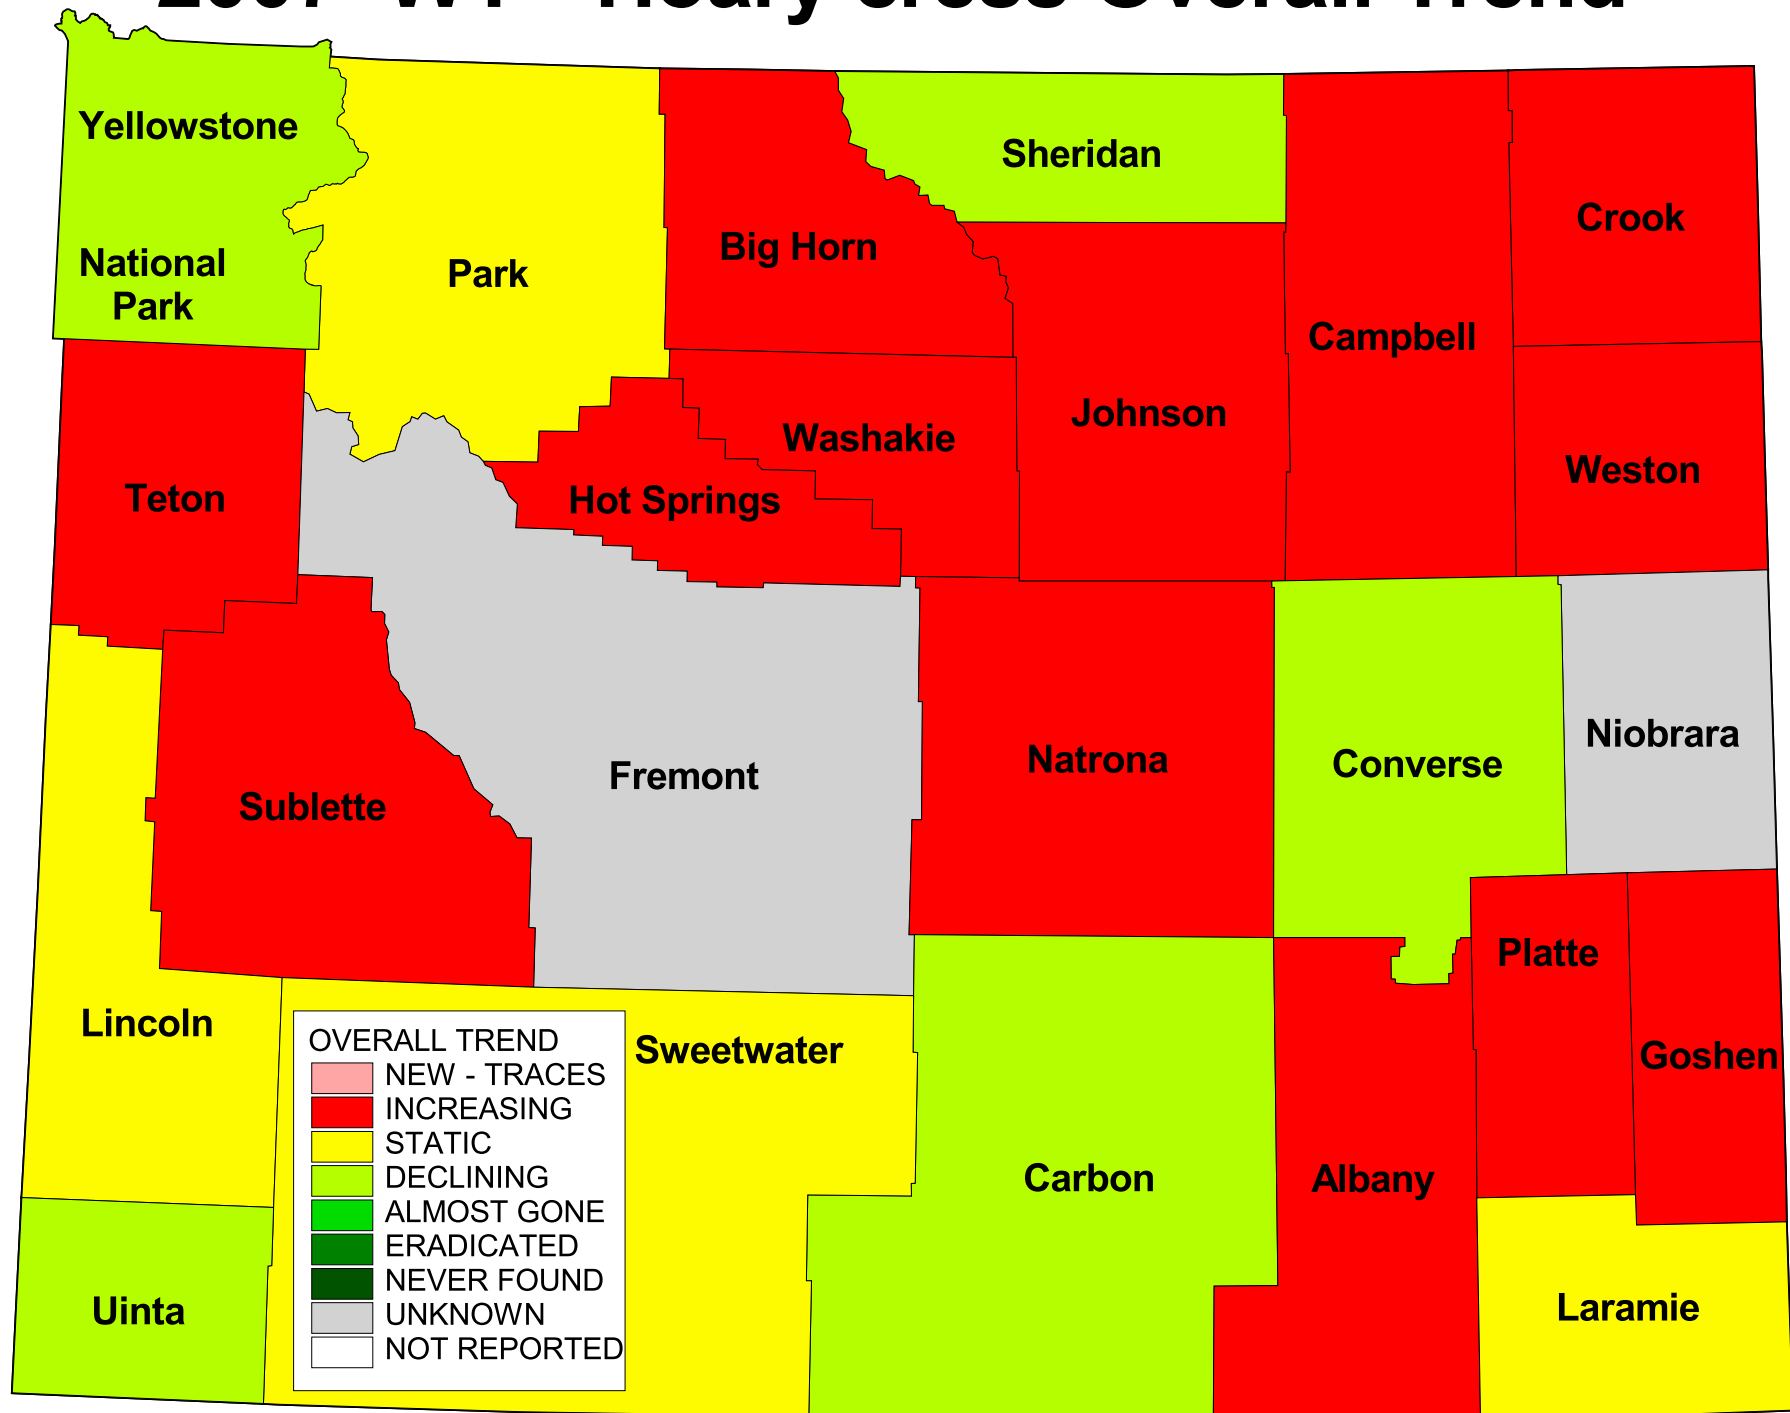 Yellowstone
National
Park
Park
Big Horn
Sheridan
Campbell
Crook
Teton
Hot Springs
Washakie
Johnson
Weston
Sublette
Fremont
Natrona
Converse
Niobrara
Lincoln
Sweetwater
Carbon
Albany
Platte
Goshen
Uinta
Laramie
OVERALL TREND
NEW - TRACES
INCREASING
STATIC
DECLINING
ALMOST GONE
ERADICATED
NEVER FOUND
UNKNOWN
NOT REPORTED